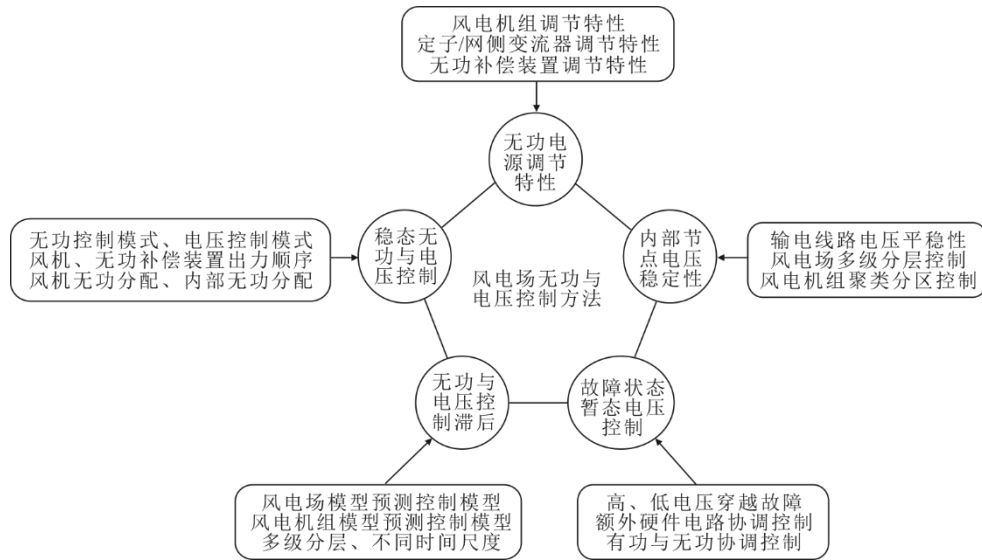 风电机组调节特性
定子/网侧变流器调节特性
无功补偿装置调节特性
无功电
源调节
特性
稳态无
功与电
压控制
无功控制模式、电压控制模式
风机、无功补偿装置出力顺序
风机无功分配、内部无功分配
风电场无功与
电压控制方法
内部节
点电压
稳定性
输电线路电压平稳性
风电场多级分层控制
风电机组聚类分区控制
无功与
电压控
制滞后
故障状态
暂态电压
控制
风电场模型预测控制模型
风电机组模型预测控制模型
多级分层、不同时间尺度
高、低电压穿越故障
额外硬件电路协调控制
有功与无功协调控制